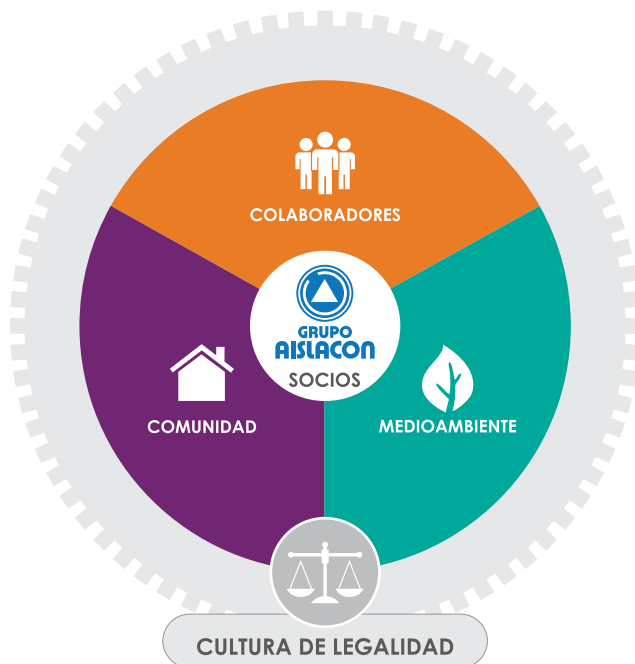 COLABORADORES
GRUPO
AISLACON
SOCIOS
COMUNIDAD
MEDIOAMBIENTE
CULTURA DE LEGALIDAD